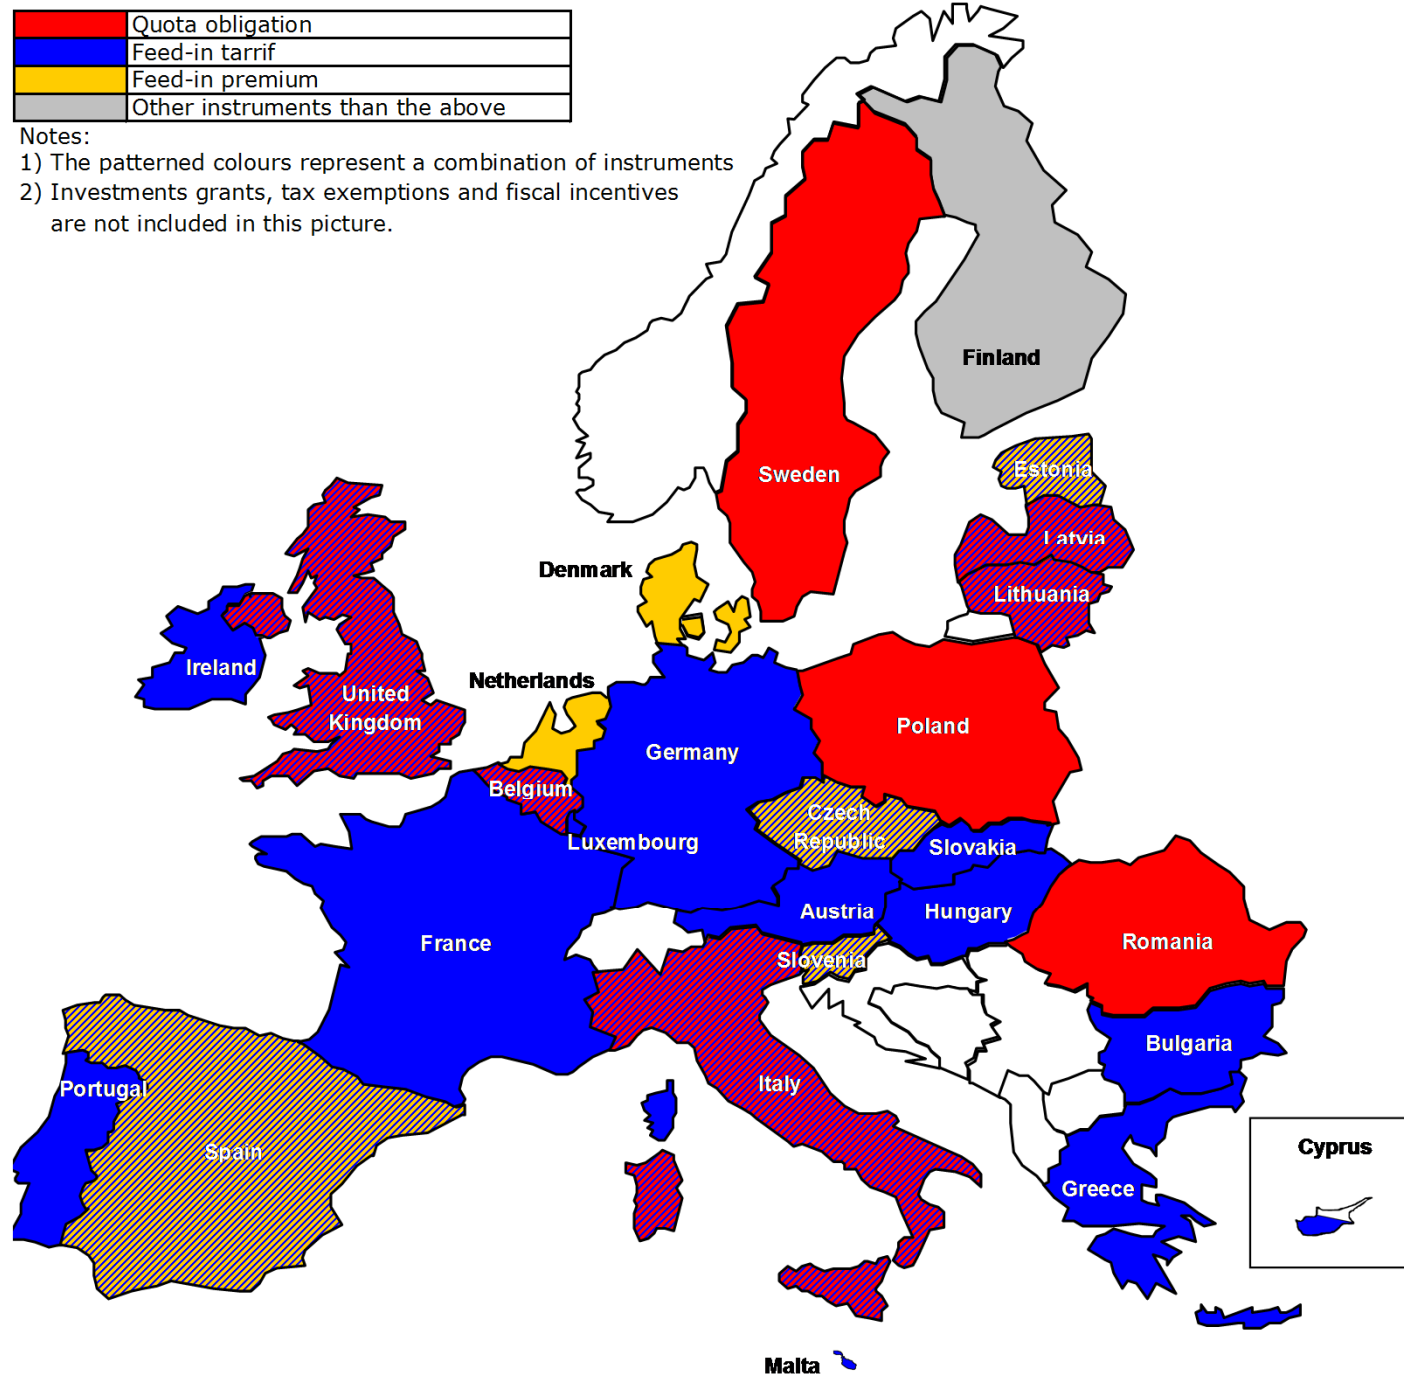 Quota obligation
Feed-in tarrif
Feed-in premium
Other instruments than the above
Notes:
1) The patterned colours represent a combination of instruments
2) Investments grants, tax exemptions and fiscal incentives
are not included in this picture.
Finland
Sweden
Estonia
Latvia
Denmark
Lithuania
Ireland
Netherlands
United
Kingdom
Poland
Germany
Belgium
Czech
Republic
Luxembourg
Slovakia
Austria
Hungary
France
Romania
Slovenia
Bulgaria
Italy
Portugal
Spain
Cyprus
Greece
Malta